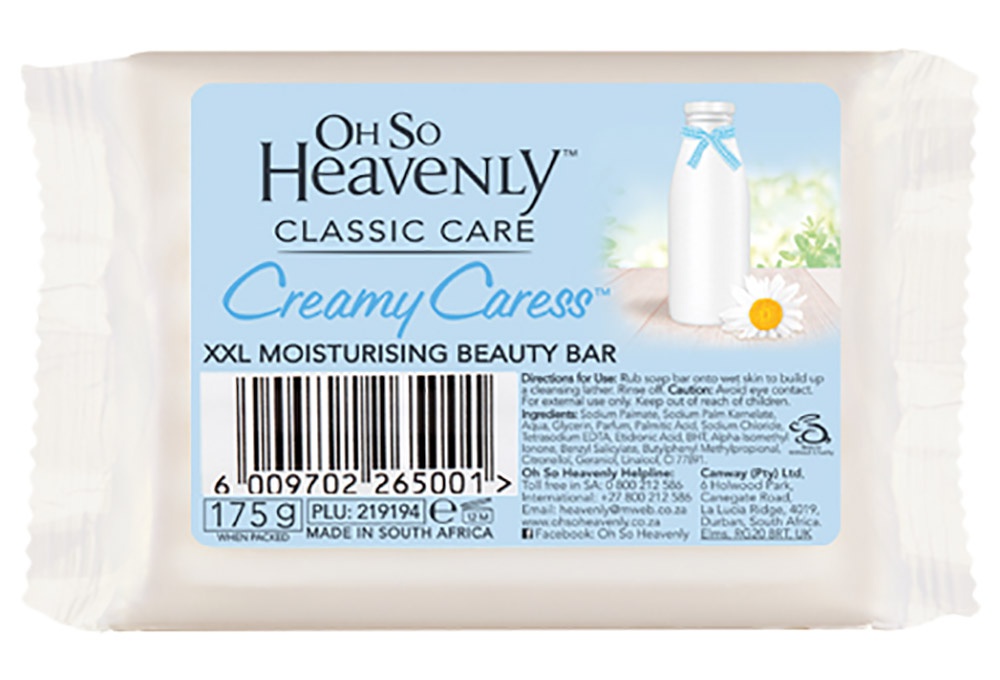 OH SO
HEAVENLY™
CLASSIC CARE
Creamy Caress™
XXL MOISTURISING BEAUTY BAR
6 009702 265001 >
175g
WHEN PACKED
PLU: 219194 e 12 M
MADE IN SOUTH AFRICA
Directions for Use: Rub soap bar onto wet skin to build up
a cleansing lather. Rinse off. Caution: Avoid eye contact.
For external use only. Keep out of reach of children.
Ingredients: Sodium Palmate, Sodium Palm Kernelate,
Aqua, Glycerin, Parfum, Palmitic Acid, Sodium Chloride,
Tetrasodium EDTA, Etidronic Acid, BHT, Alpha-Isomethyl
Ionone, Benzyl Salicylate, Butylphenyl Methylpropional,
Citronellol, Geraniol, Linalool, CI 77891.
Oh So Heavenly Helpline:
Toll free in SA: 0 800 212 586
International: +27 800 212 586
Email: heavenly@mweb.co.za
www.ohsoheavenly.co.za
Facebook: Oh So Heavenly
Canway (Pty) Ltd,
6 Holwood Park,
Canegate Road,
La Lucia Ridge, 4019,
Durban, South Africa.
Elms, RG20 8RT, UK